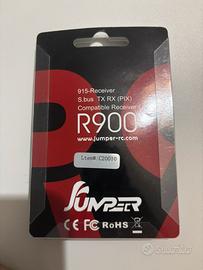 915-Receiver
S.bus TX RX (PIX)
Compatible Receiver
R900
www.jumper-rc.com
Item#: C20010
JUMPER
CE FC RoHS
subito